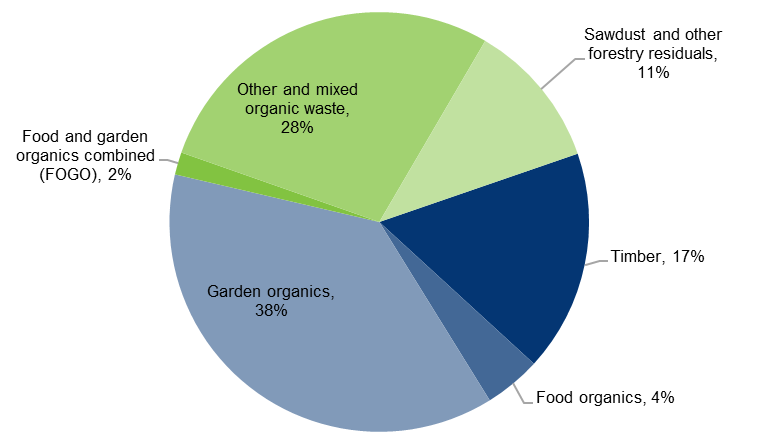 Sawdust and other
forestry residuals,
11%
Other and mixed
organic waste,
28%
Food and garden
organics combined
(FOGO), 2%
Timber, 17%
Garden organics,
38%
Food organics, 4%